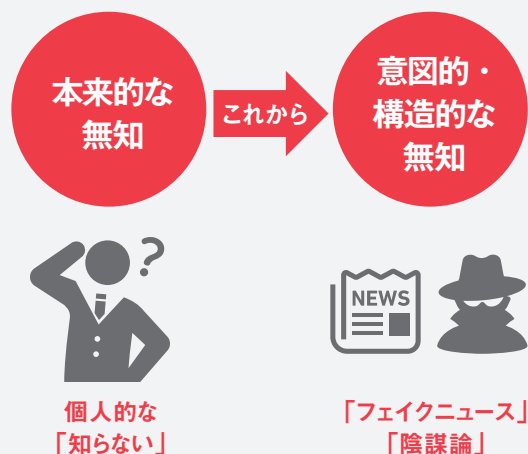 本来的な
無知
これから
意図的・
構造的な
無知
?
NEWS
個人的な
「知らない」
「フェイクニュース」
「陰謀論」